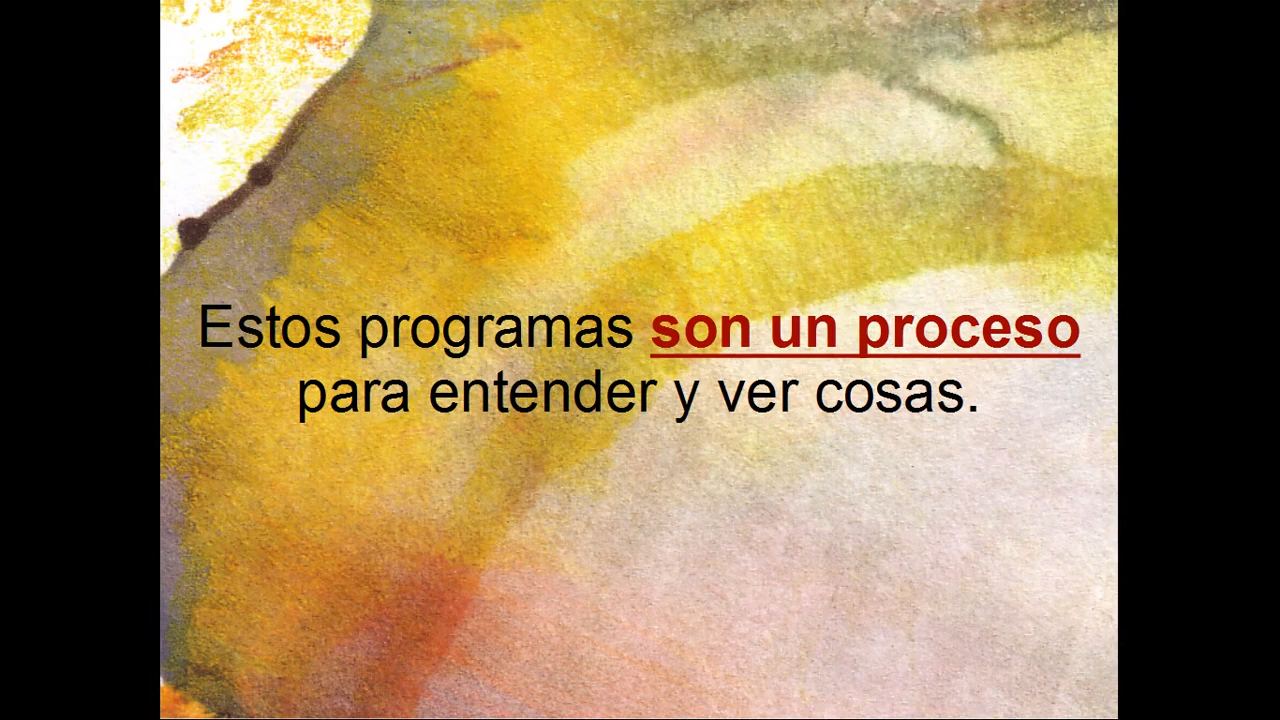 Estos programas son un proceso
para entender y ver cosas.